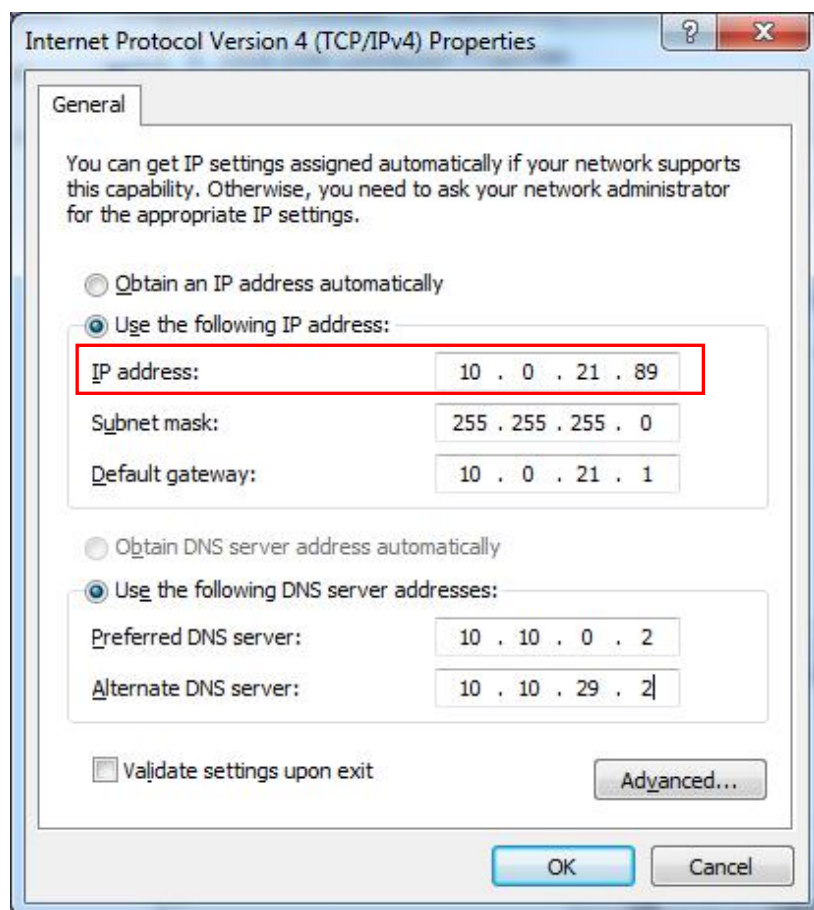 Internet Protocol Version 4 (TCP/IPv4) Properties
General
You can get IP settings assigned automatically if your network supports
this capability. Otherwise, you need to ask your network administrator
for the appropriate IP settings.
Obtain an IP address automatically
Use the following IP address:
IP address: 10 . 0 . 21 . 89
Subnet mask: 255 . 255 . 255 . 0
Default gateway: 10 . 0 . 21 . 1
Obtain DNS server address automatically
Use the following DNS server addresses:
Preferred DNS server: 10 . 10 . 0 . 2
Alternate DNS server: 10 . 10 . 29 . 2
Validate settings upon exit
Advanced...
OK Cancel